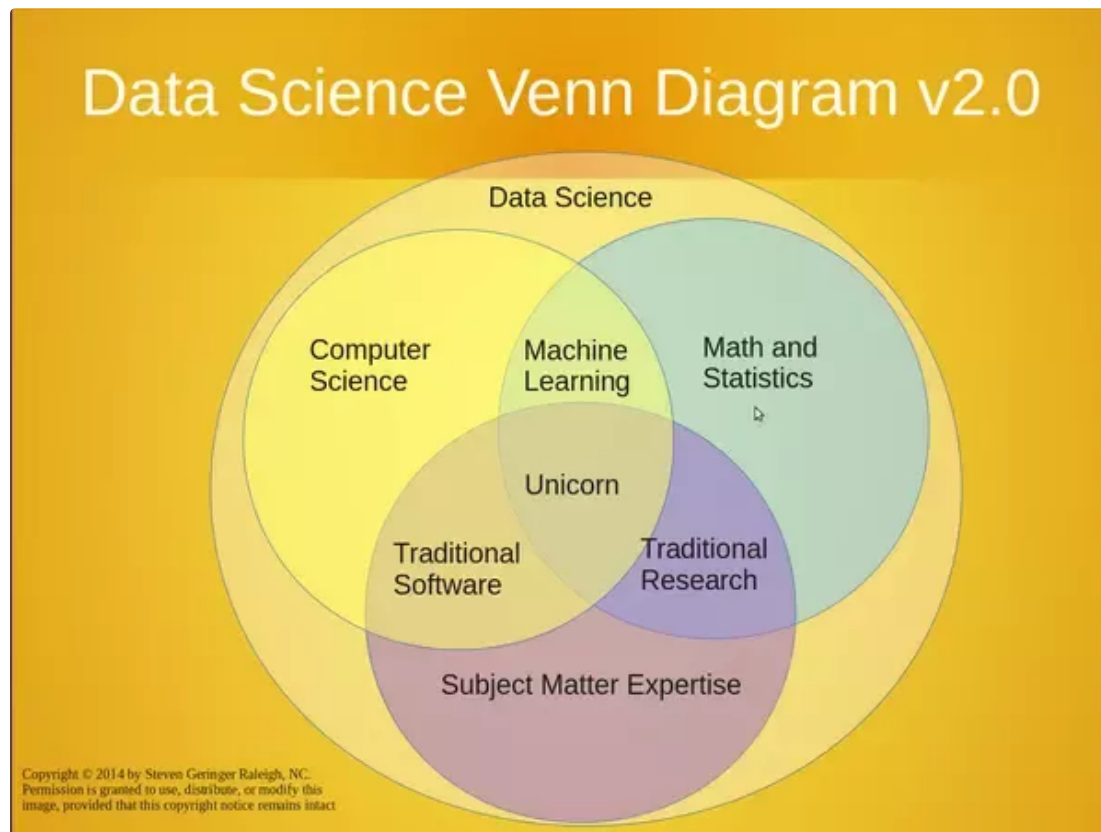 Data Science Venn Diagram v2.0
Data Science
Computer
Science
Machine
Learning
Math and
Statistics
Unicorn
Traditional
Software
Traditional
Research
Subject Matter Expertise
Copyright © 2014 by Steven Geringer Raleigh, NC.
Permission is granted to use, distribute, or modify this
image, provided that this copyright notice remains intact